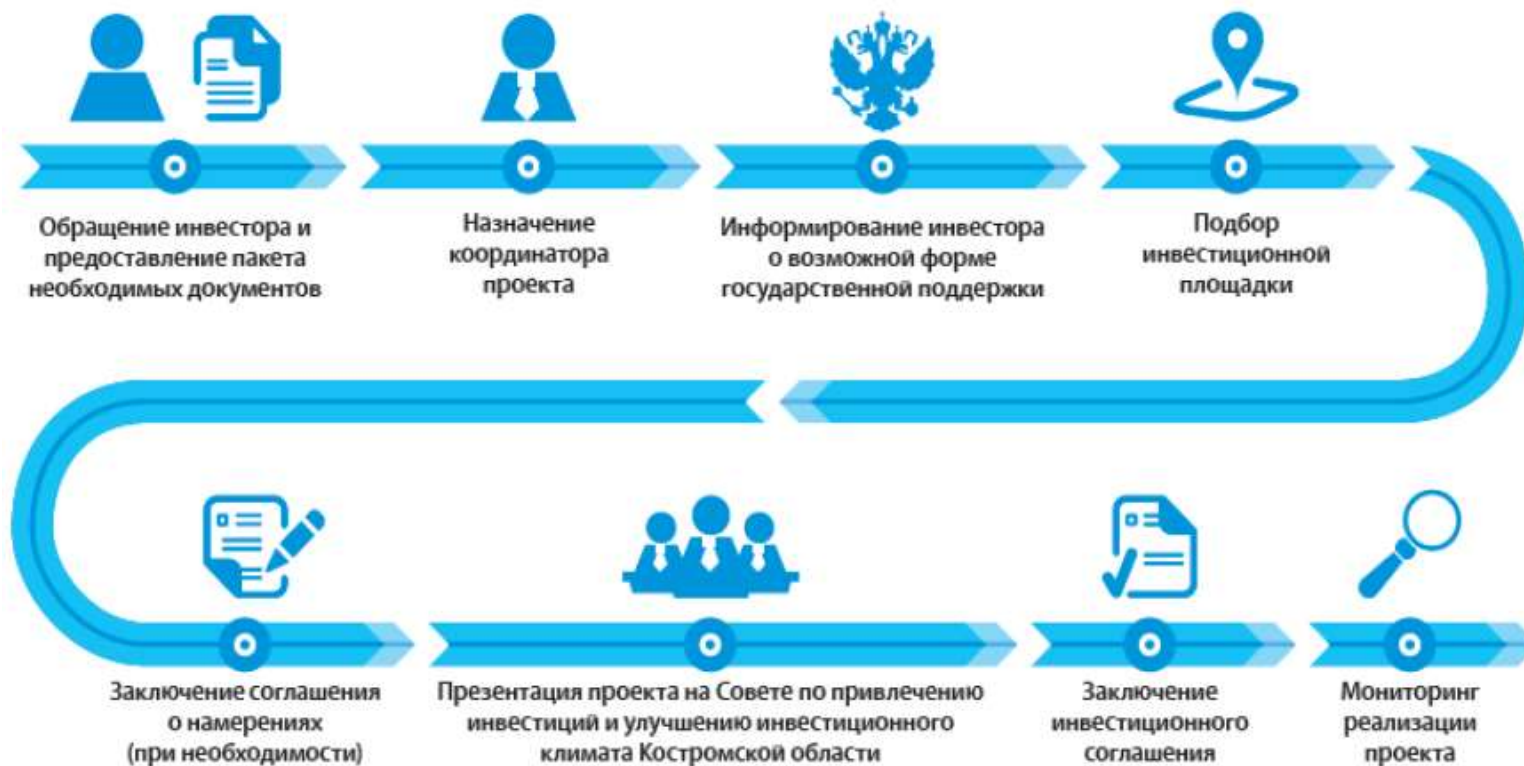 Обращение инвестора и
предоставление пакета
необходимых документов
Назначение
координатора
проекта
Информирование инвестора
о возможной форме
государственной поддержки
Подбор
инвестиционной
площадки
Заключение соглашения
о намерениях
(при необходимости)
Презентация проекта на Совете по привлечению
инвестиций и улучшению инвестиционного
климата Костромской области
Заключение
инвестиционного
соглашения
Мониторинг
реализации
проекта